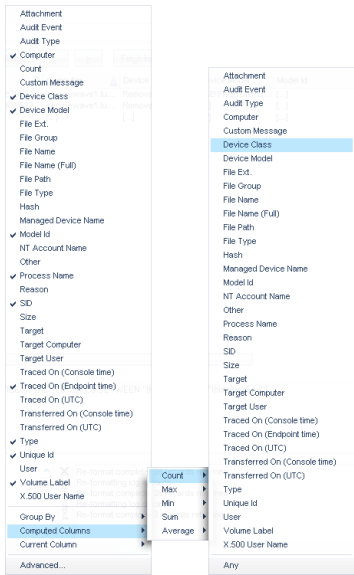 Attachment
Audit Event
Audit Type
Computer
Count
Custom Message
Device Class
Device Model
File Ext.
File Group
File Name
File Name (Full)
File Path
File Type
Hash
Managed Device Name
Model Id
NT Account Name
Other
Process Name
Reason
SID
Size
Target
Target Computer
Target User
Traced On (Console time)
Traced On (Endpoint time)
Traced On (UTC)
Transferred On (Console time)
Transferred On (UTC)
Type
Unique Id
User
Volume Label
X.500 User Name
Group By
Computed Columns
Current Column
Advanced...
Count
Max
Min
Sum
Average
Attachment
Audit Event
Audit Type
Computer
Custom Message
Device Class
Device Model
File Ext.
File Group
File Name
File Name (Full)
File Path
File Type
Hash
Managed Device Name
Model Id
NT Account Name
Other
Process Name
Reason
SID
Size
Target
Target Computer
Target User
Traced On (Console time)
Traced On (Endpoint time)
Traced On (UTC)
Transferred On (Console time)
Transferred On (UTC)
Type
Unique Id
User
Volume Label
X.500 User Name
Any